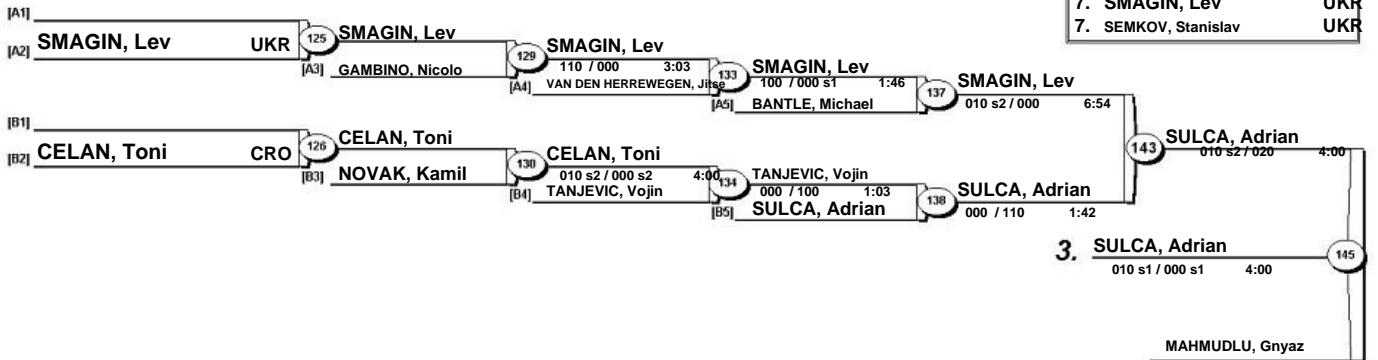 7. SMAGIN, Lev UKR
7. SEMKOV, Stanislav UKR
[A1]
[A2] SMAGIN, Lev UKR
125
SMAGIN, Lev
[A3] GAMBINO, Nicolo
129
SMAGIN, Lev
110 / 000 3:03
[A4] VAN DEN HERREWEGEN, Jitse
133
SMAGIN, Lev
100 / 000 s1 1:46
[A5] BANTLE, Michael
137
SMAGIN, Lev
010 s2 / 000 6:54
[B1]
[B2] CELAN, Toni CRO
126
CELAN, Toni
[B3] NOVAK, Kamil
130
CELAN, Toni
010 s2 / 000 s2 4:00
[B4] TANJEVIC, Vojin
134
TANJEVIC, Vojin
000 / 100 1:03
[B5] SULCA, Adrian
138
SULCA, Adrian
000 / 110 1:42
143
SULCA, Adrian
010 s2 / 020 4:00
3. SULCA, Adrian
010 s1 / 000 s1 4:00
145
MAHMUDLU, Gnyaz